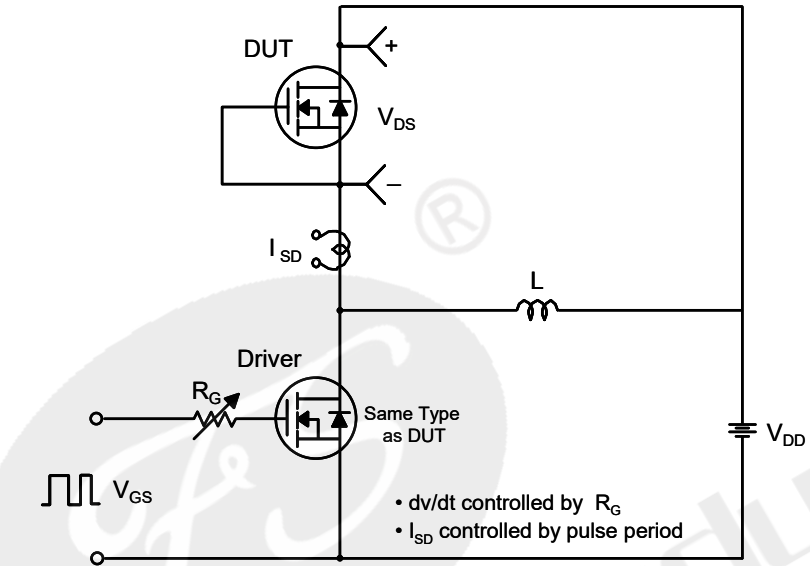 DUT
+
V_DS
−
®
I_SD
L
Driver
R_G
Same Type
as DUT
V_DD
V_GS
• dv/dt controlled by R_G
• I_SD controlled by pulse period